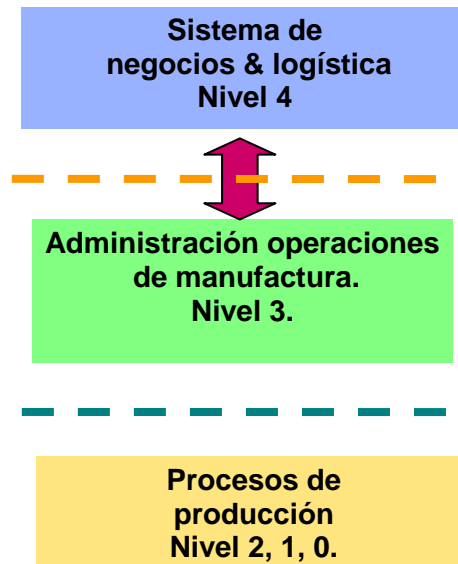 Sistema de
negocios & logística
Nivel 4
Administración operaciones
de manufactura.
Nivel 3.
Procesos de
producción
Nivel 2, 1, 0.